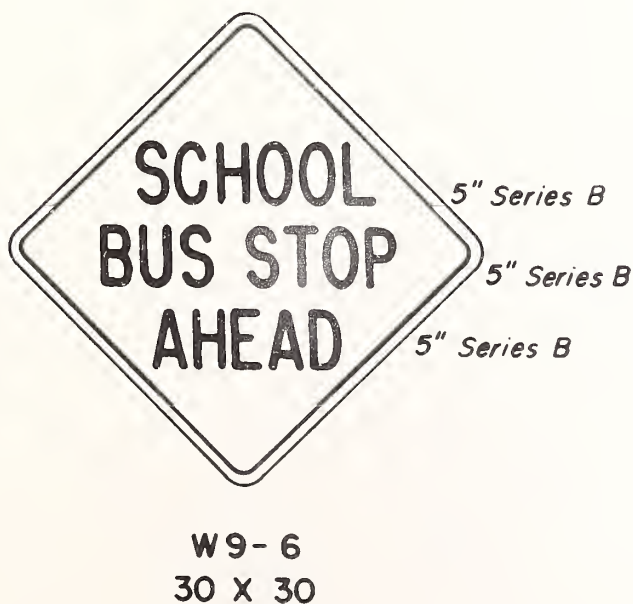 SCHOOL
5" Series B
BUS STOP
5" Series B
AHEAD
5" Series B
W9-6
30 X 30